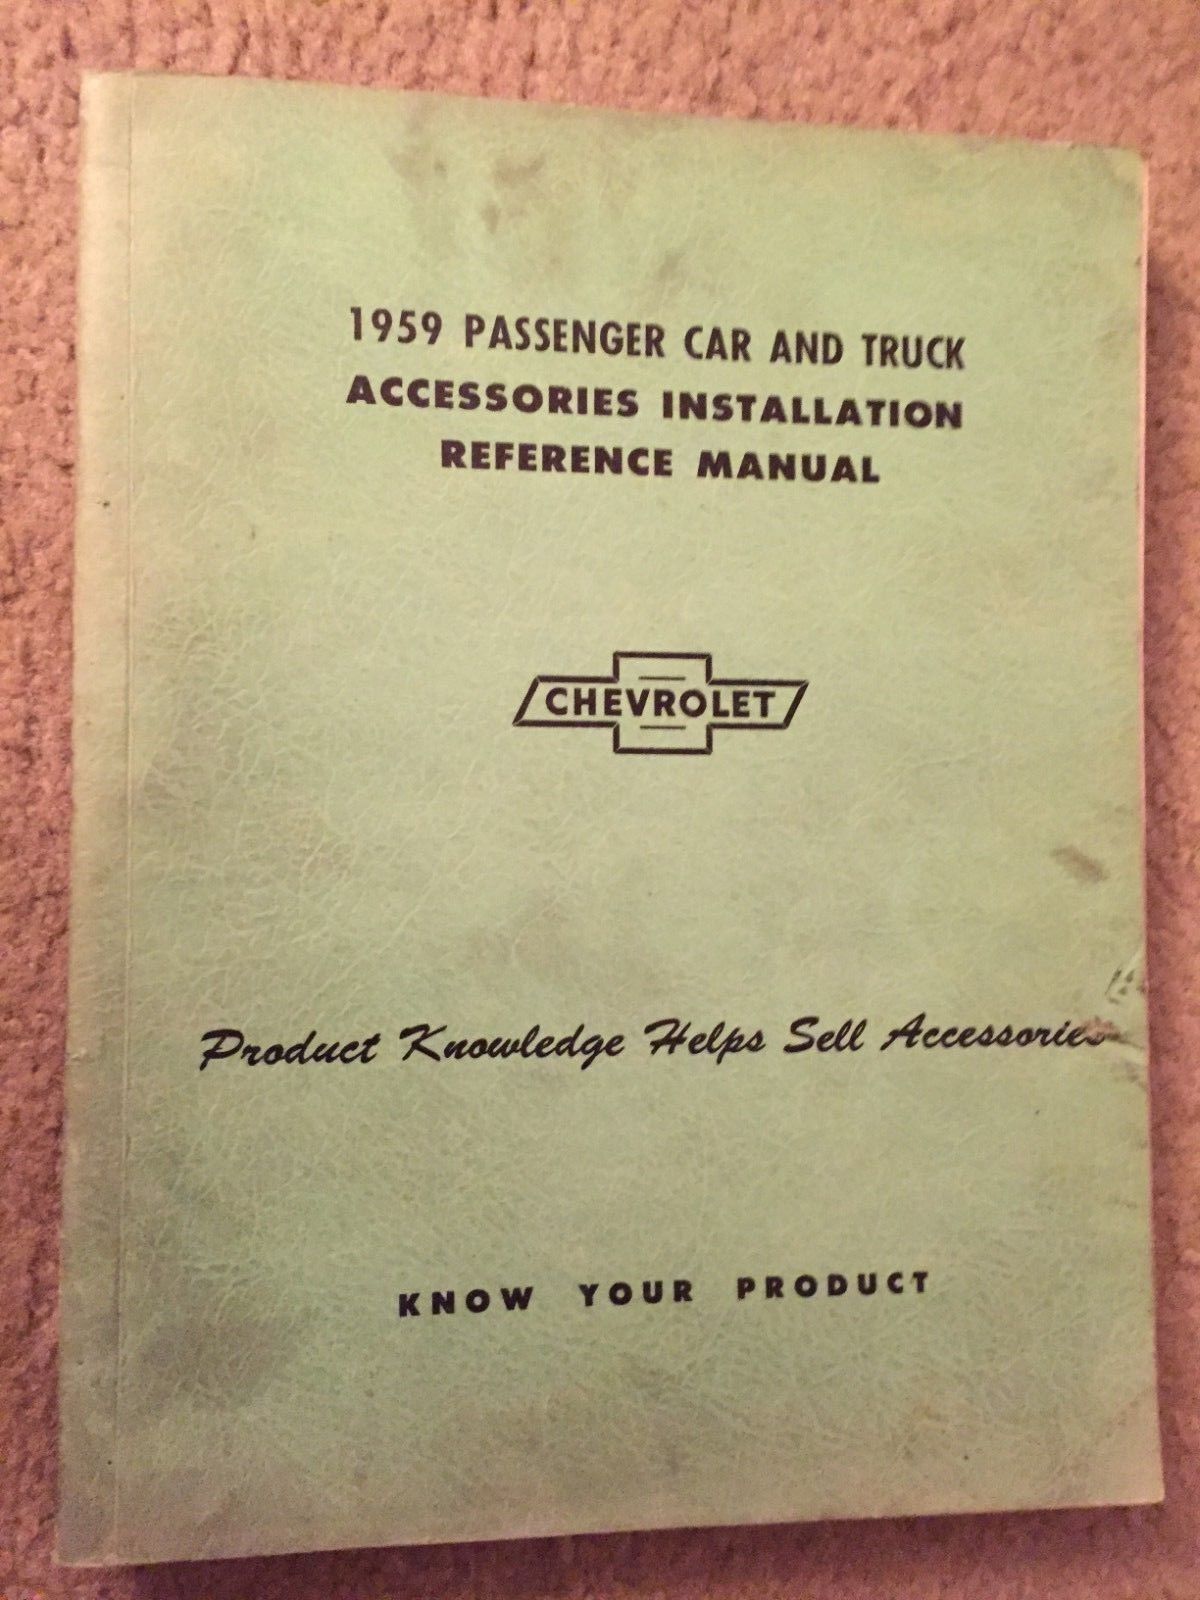 1959 PASSENGER CAR AND TRUCK
ACCESSORIES INSTALLATION
REFERENCE MANUAL
CHEVROLET
Product Knowledge Helps Sell Accessories
KNOW YOUR PRODUCT